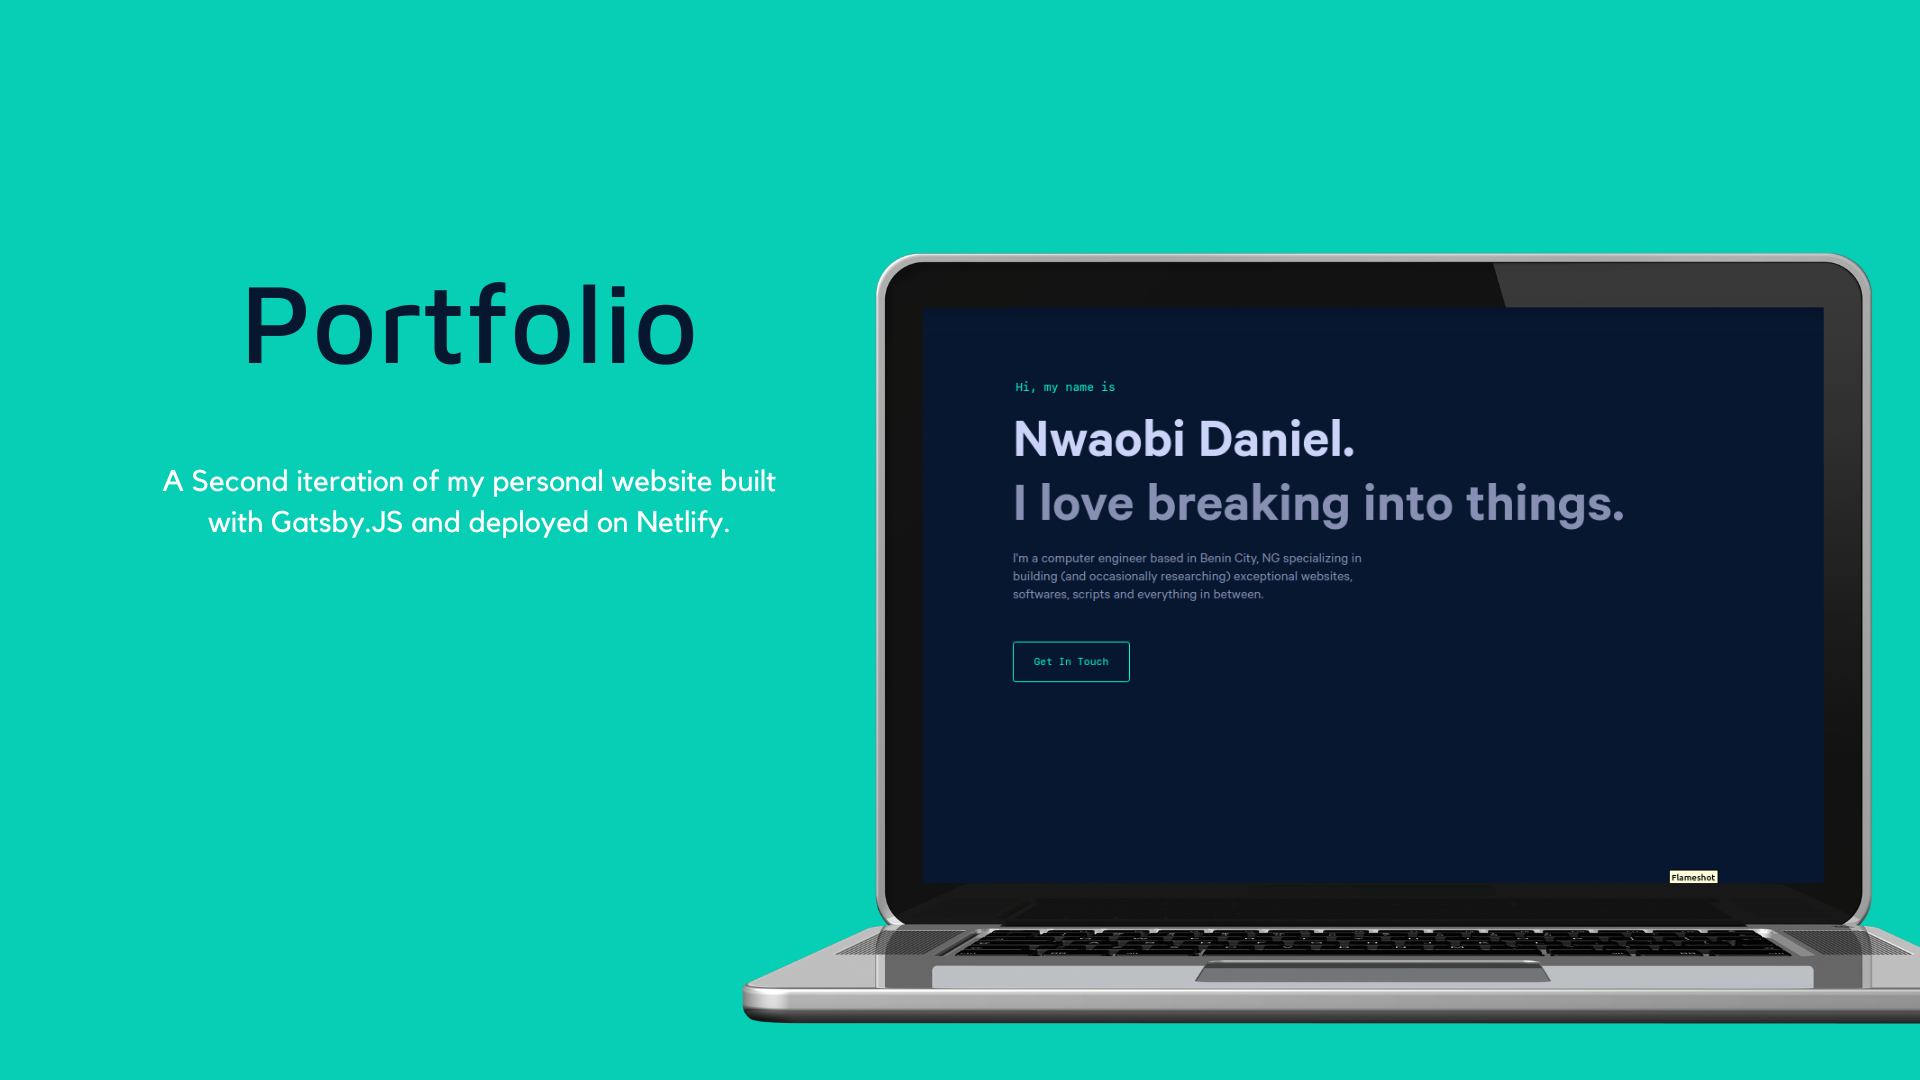 Portfolio
A Second iteration of my personal website built
with Gatsby.JS and deployed on Netlify.
Hi, my name is
Nwaobi Daniel.
I love breaking into things.
I'm a computer engineer based in Benin City, NG specializing in
building (and occasionally researching) exceptional websites,
softwares, scripts and everything in between.
Get In Touch
Flameshot